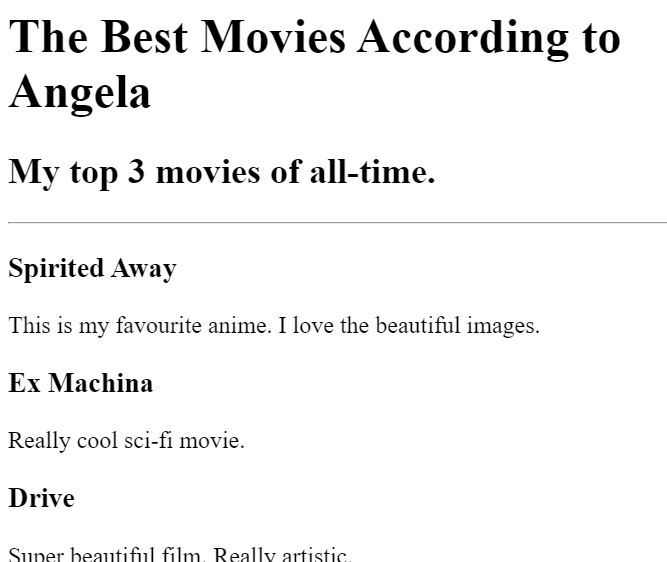 The Best Movies According to
Angela
My top 3 movies of all-time.
Spirited Away
This is my favourite anime. I love the beautiful images.
Ex Machina
Really cool sci-fi movie.
Drive
Super beautiful film. Really artistic.